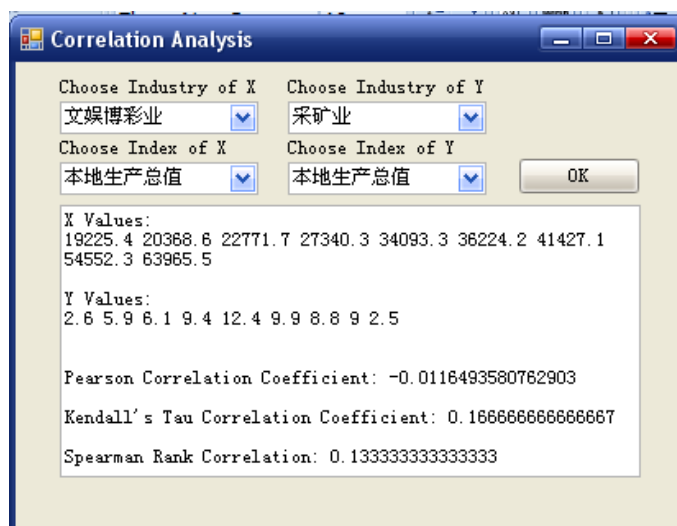 Correlation Analysis
Choose Industry of X Choose Industry of Y
文娱博彩业 采矿业
Choose Index of X Choose Index of Y
本地生产总值 本地生产总值 OK
X Values:
19225.4 20368.6 22771.7 27340.3 34093.3 36224.2 41427.1
54552.3 63965.5
Y Values:
2.6 5.9 6.1 9.4 12.4 9.9 8.8 9 2.5
Pearson Correlation Coefficient: -0.0116493580762903
Kendall's Tau Correlation Coefficient: 0.166666666666667
Spearman Rank Correlation: 0.133333333333333